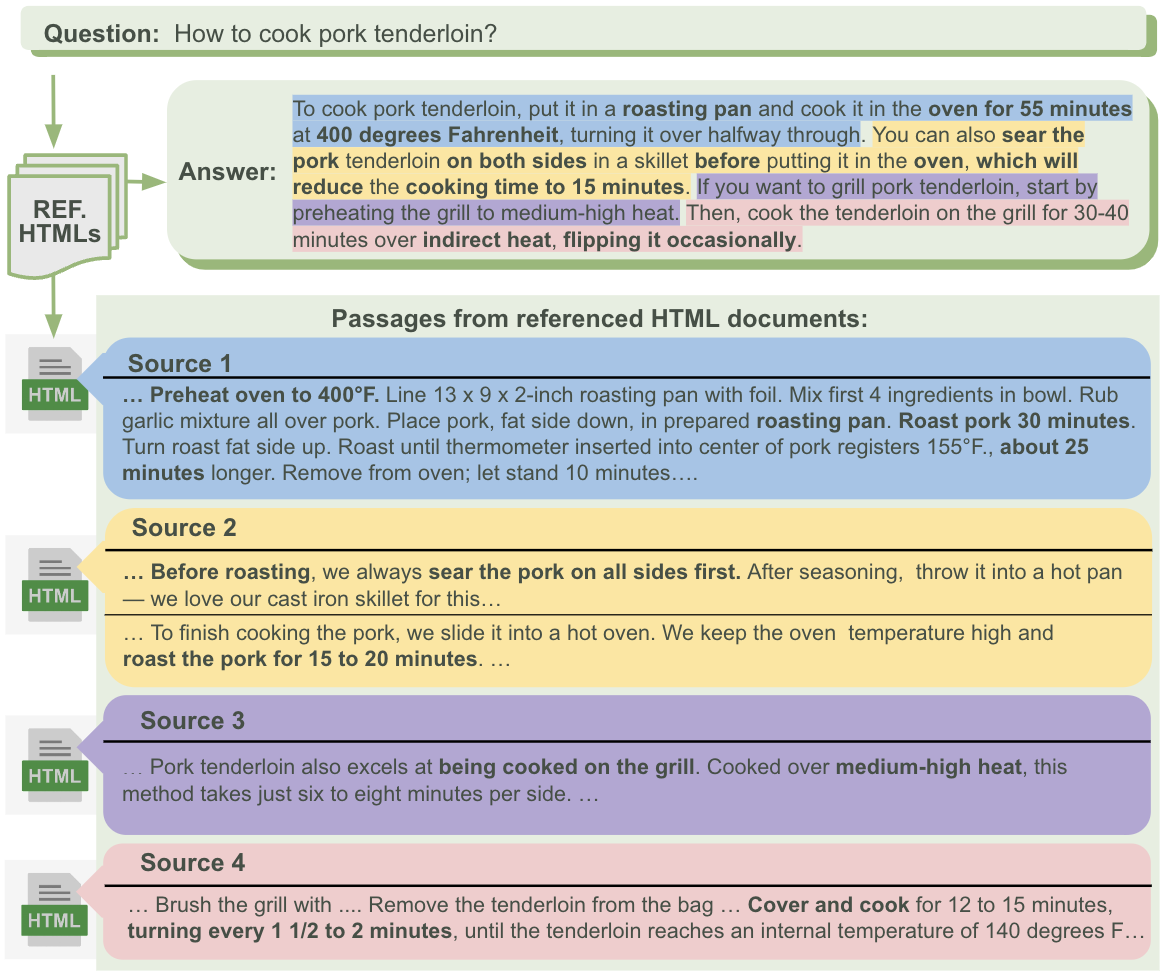 Question: How to cook pork tenderloin?
To cook pork tenderloin, put it in a roasting pan and cook it in the oven for 55 minutes
at 400 degrees Fahrenheit, turning it over halfway through. You can also sear the
pork tenderloin on both sides in a skillet before putting it in the oven, which will
Answer:
reduce the cooking time to 15 minutes. If you want to grill pork tenderloin, start by
preheating the grill to medium-high heat. Then, cook the tenderloin on the grill for 30-40
minutes over indirect heat, flipping it occasionally.
REF.
HTMLs
Passages from referenced HTML documents:
Source 1
HTML
… Preheat oven to 400°F. Line 13 x 9 x 2-inch roasting pan with foil. Mix first 4 ingredients in bowl. Rub
garlic mixture all over pork. Place pork, fat side down, in prepared roasting pan. Roast pork 30 minutes.
Turn roast fat side up. Roast until thermometer inserted into center of pork registers 155°F., about 25
minutes longer. Remove from oven; let stand 10 minutes….
Source 2
HTML
… Before roasting, we always sear the pork on all sides first. After seasoning, throw it into a hot pan
— we love our cast iron skillet for this…
… To finish cooking the pork, we slide it into a hot oven. We keep the oven temperature high and
roast the pork for 15 to 20 minutes. …
Source 3
HTML
… Pork tenderloin also excels at being cooked on the grill. Cooked over medium-high heat, this
method takes just six to eight minutes per side. …
Source 4
HTML
… Brush the grill with .... Remove the tenderloin from the bag … Cover and cook for 12 to 15 minutes,
turning every 1 1/2 to 2 minutes, until the tenderloin reaches an internal temperature of 140 degrees F…